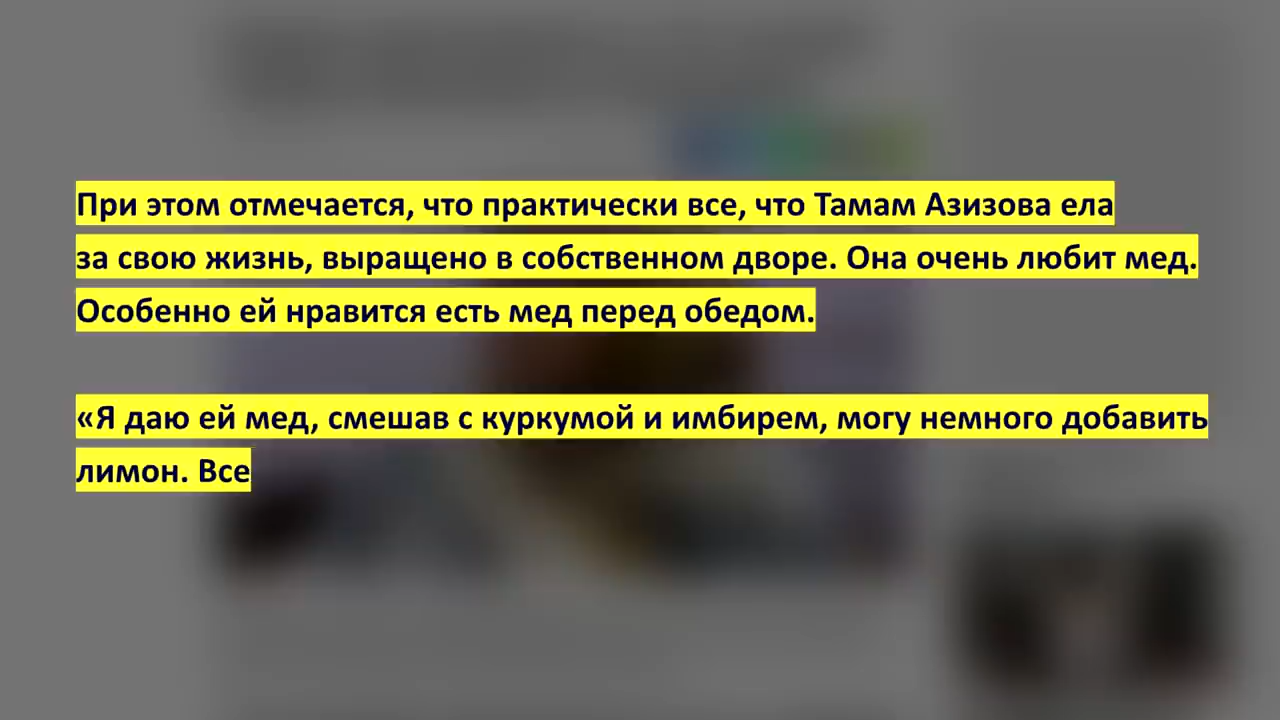 При этом отмечается, что практически все, что Тамам Азизова ела
за свою жизнь, выращено в собственном дворе. Она очень любит мед.
Особенно ей нравится есть мед перед обедом.
«Я даю ей мед, смешав с куркумой и имбирем, могу немного добавить
лимон. Все